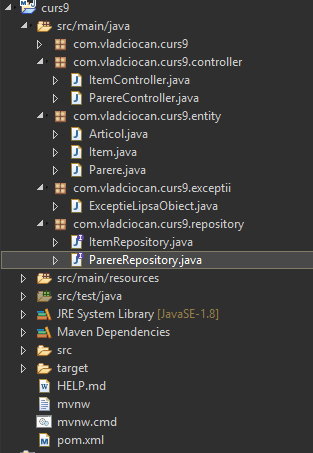 curs9
src/main/java
com.vladciocan.curs9
com.vladciocan.curs9.controller
ItemController.java
ParereController.java
com.vladciocan.curs9.entity
Articol.java
Item.java
Parere.java
com.vladciocan.curs9.exceptii
ExceptieLipsaObiect.java
com.vladciocan.curs9.repository
ItemRepository.java
ParereRepository.java
src/main/resources
src/test/java
JRE System Library [JavaSE-1.8]
Maven Dependencies
src
target
HELP.md
mvnw
mvnw.cmd
pom.xml